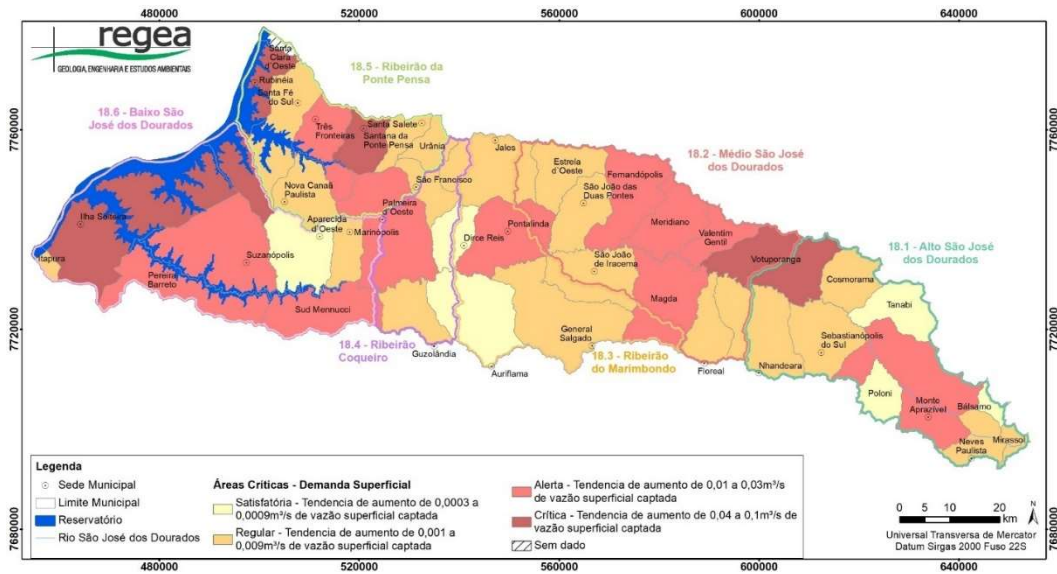 480000 520000 560000 600000 640000
regea
GEOLOGIA, ENGENHARIA E ESTUDOS AMBIENTAIS
7760000
7720000
7680000
18.5 - Ribeirão da
Ponte Pensa
18.6 - Baixo São
José dos Dourados
18.2 - Médio São José
dos Dourados
18.1 - Alto São José
dos Dourados
18.4 - Ribeirão
Coqueiro
18.3 - Ribeirão
do Marimbondo
Santa
Clara
d'Oeste
Rubinéia
Santa Fé
do Sul
Três
Fronteiras
Santa Salete
Santana da
Ponte Pensa
Urânia
Jales
São Francisco
Nova Canaã
Paulista
Palmeira
d'Oeste
Aparecida
d'Oeste
Marinópolis
Dirce Reis
Pontalinda
Estrela
d'Oeste
Fernandópolis
São João das
Duas Pontes
Meridiano
Valentim
Gentil
Votuporanga
Ilha Solteira
Itapura
Pereira
Barreto
Suzanópolis
Sud Mennucci
São João
de Iracema
Magda
General
Salgado
Guzolândia
Auriflama
Floreal
Nhandeara
Cosmorama
Tanabi
Sebastianópolis
do Sul
Poloni
Monte
Aprazível
Bálsamo
Neves
Paulista
Mirassol
Legenda
Sede Municipal
Limite Municipal
Reservatório
Rio São José dos Dourados
Áreas Críticas - Demanda Superficial
Satisfatória - Tendencia de aumento de 0,0003 a
0,0009m³/s de vazão superficial captada
Regular - Tendencia de aumento de 0,001 a
0,009m³/s de vazão superficial captada
Alerta - Tendencia de aumento de 0,01 a 0,03m³/s
de vazão superficial captada
Crítica - Tendencia de aumento de 0,04 a 0,1m³/s de
vazão superficial captada
Sem dado
0 5 10 20
km
N
Universal Transversa de Mercator
Datum Sirgas 2000 Fuso 22S
7760000
7720000
7680000
480000 520000 560000 600000 640000